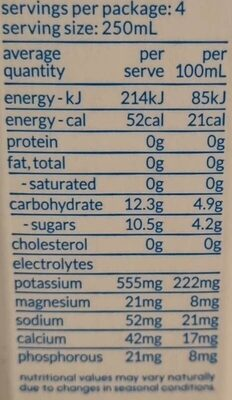 servings per package: 4
serving size: 250mL
average quantity per serve per 100mL
energy - kJ 214kJ 85kJ
energy - cal 52cal 21cal
protein 0g 0g
fat, total 0g 0g
- saturated 0g 0g
carbohydrate 12.3g 4.9g
- sugars 10.5g 4.2g
cholesterol 0g 0g
electrolytes
potassium 555mg 222mg
magnesium 21mg 8mg
sodium 52mg 21mg
calcium 42mg 17mg
phosphorous 21mg 8mg
nutritional values may vary naturally
due to changes in seasonal conditions